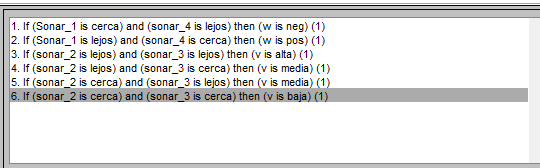 1. If (Sonar_1 is cerca) and (sonar_4 is lejos) then (w is neg) (1)
2. If (Sonar_1 is lejos) and (sonar_4 is cerca) then (w is pos) (1)
3. If (sonar_2 is lejos) and (sonar_3 is lejos) then (v is alta) (1)
4. If (sonar_2 is lejos) and (sonar_3 is cerca) then (v is media) (1)
5. If (sonar_2 is cerca) and (sonar_3 is lejos) then (v is media) (1)
6. If (sonar_2 is cerca) and (sonar_3 is cerca) then (v is baja) (1)